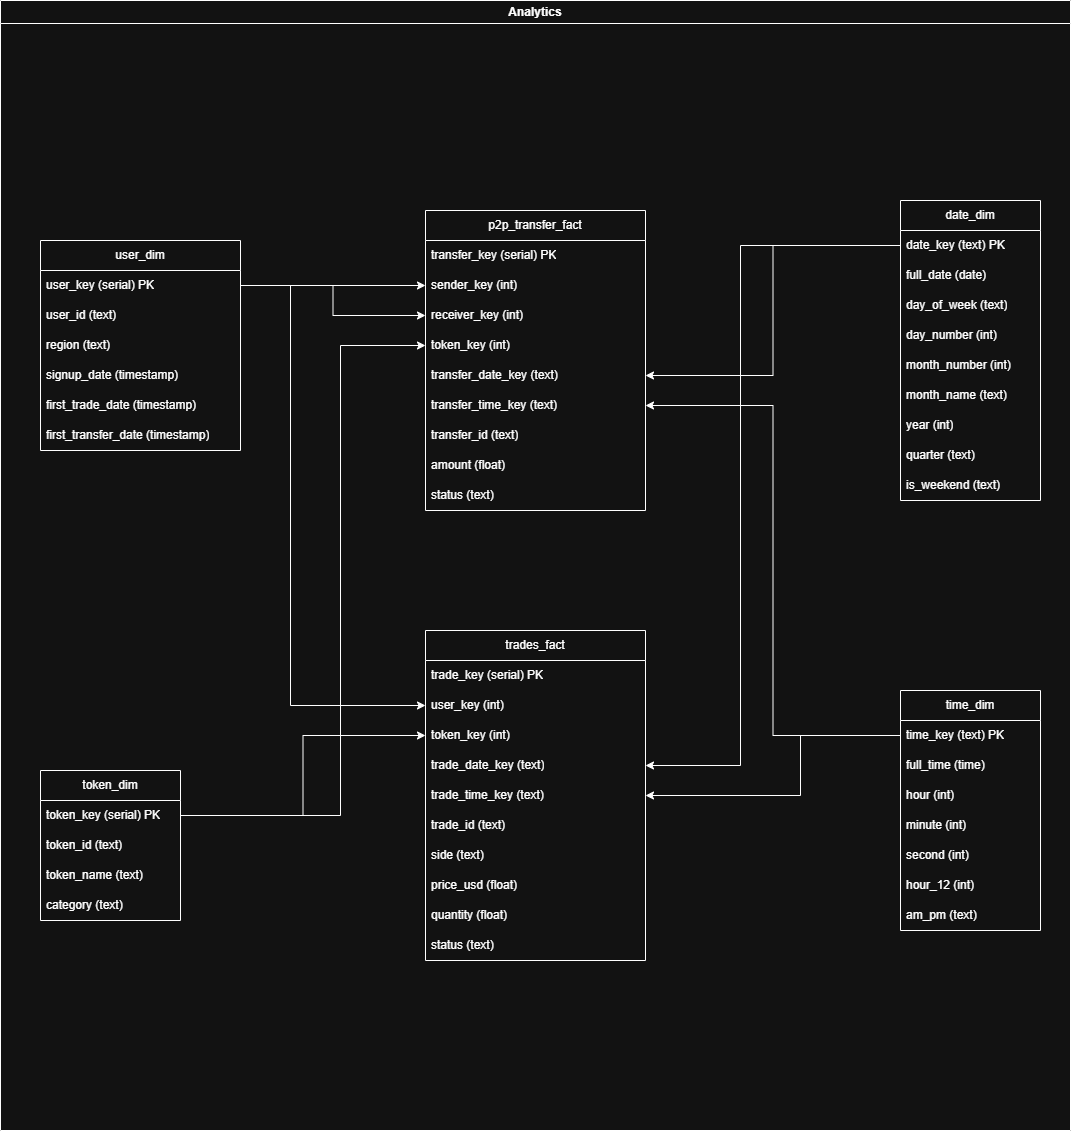 Analytics
user_dim
user_key (serial) PK
user_id (text)
region (text)
signup_date (timestamp)
first_trade_date (timestamp)
first_transfer_date (timestamp)
p2p_transfer_fact
transfer_key (serial) PK
sender_key (int)
receiver_key (int)
token_key (int)
transfer_date_key (text)
transfer_time_key (text)
transfer_id (text)
amount (float)
status (text)
date_dim
date_key (text) PK
full_date (date)
day_of_week (text)
day_number (int)
month_number (int)
month_name (text)
year (int)
quarter (text)
is_weekend (text)
token_dim
token_key (serial) PK
token_id (text)
token_name (text)
category (text)
trades_fact
trade_key (serial) PK
user_key (int)
token_key (int)
trade_date_key (text)
trade_time_key (text)
trade_id (text)
side (text)
price_usd (float)
quantity (float)
status (text)
time_dim
time_key (text) PK
full_time (time)
hour (int)
minute (int)
second (int)
hour_12 (int)
am_pm (text)